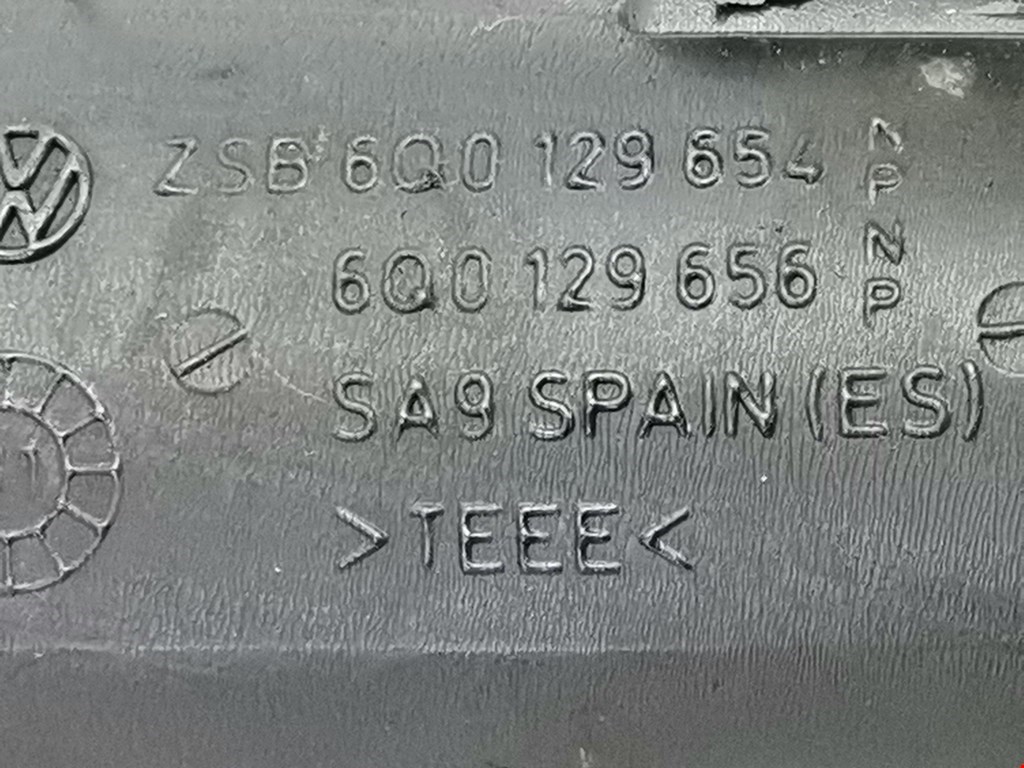 ZSB 6Q0 129 654 N P
6Q0 129 656 N P
SA9 SPAIN (ES)
>TEEE<